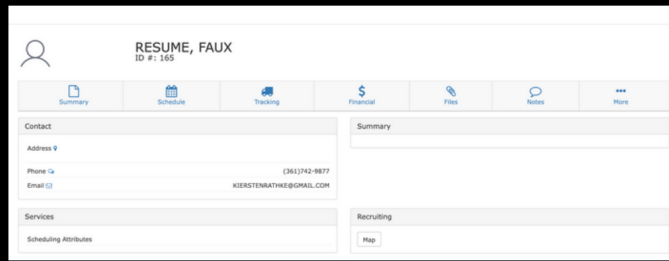 RESUME, FAUX
ID #: 165
Summary
Schedule
Tracking
Financial
Files
Notes
More
Contact
Address
Phone (361)742-9877
Email KIERSTENRATHKE@GMAIL.COM
Summary
Services
Scheduling Attributes
Recruiting
Map